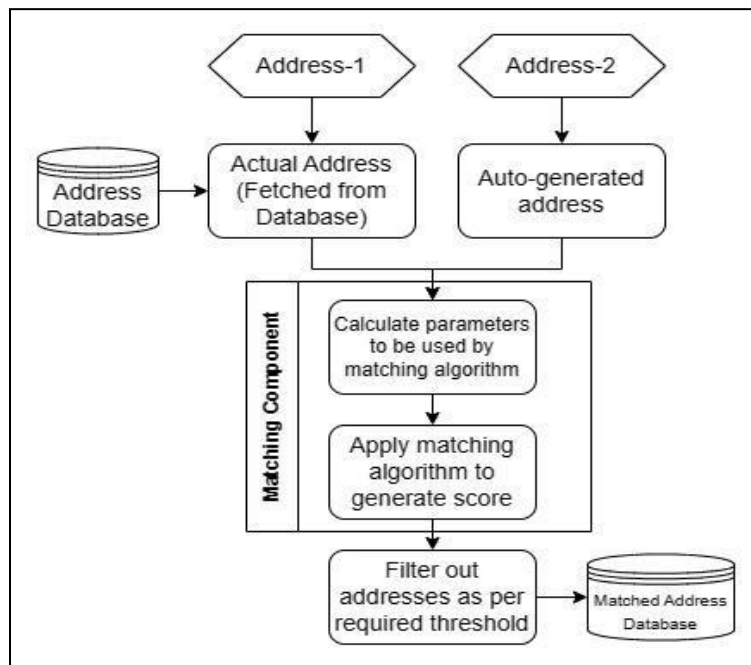 Address-1
Address-2
Address
Database
Actual Address
(Fetched from
Database)
Auto-generated
address
Matching Component
Calculate parameters
to be used by
matching algorithm
Apply matching
algorithm to
generate score
Filter out
addresses as per
required threshold
Matched Address
Database